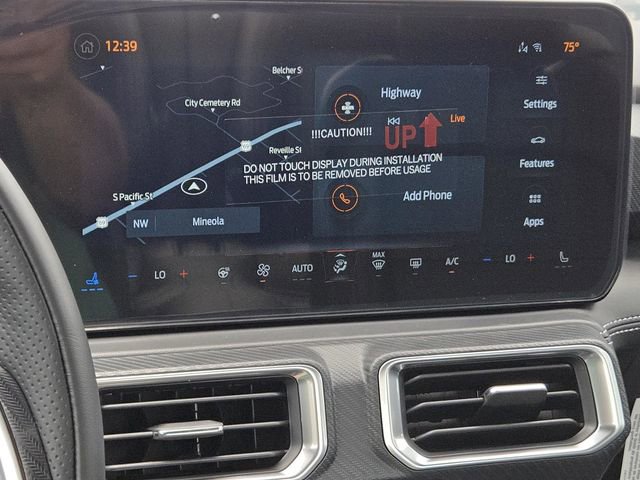 12:39
75°
Belcher S
City Cemetery Rd
Highway
Settings
Live
!!!CAUTION!!!
UP
Reveille St
DO NOT TOUCH DISPLAY DURING INSTALLATION
THIS FILM IS TO BE REMOVED BEFORE USAGE
Features
S Pacific St
Add Phone
NW Mineola
Apps
LO AUTO MAX A/C LO